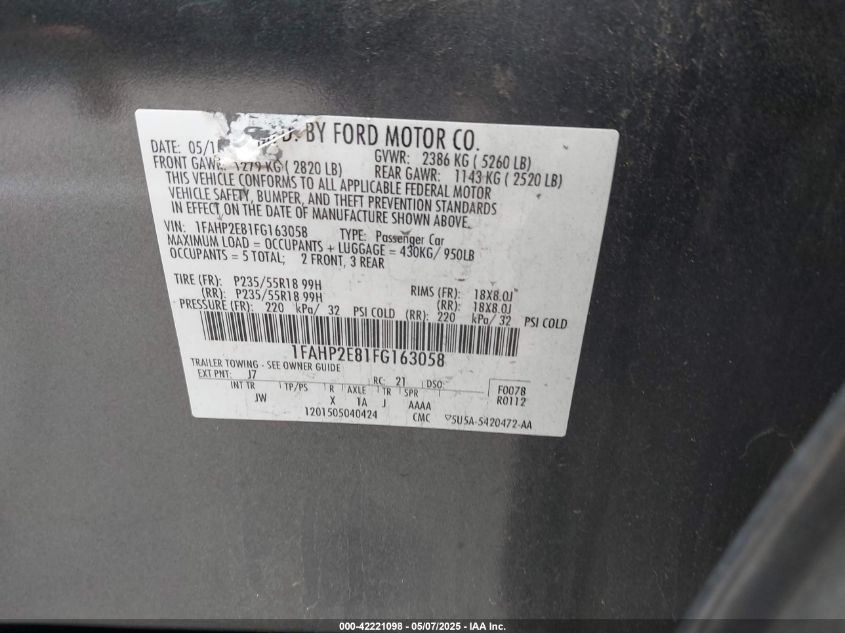 D. BY FORD MOTOR CO.
DATE: 05/1 GVWR: 2386 KG ( 5260 LB)
FRONT GAWR: 1279 KG ( 2820 LB) REAR GAWR: 1143 KG ( 2520 LB)
THIS VEHICLE CONFORMS TO ALL APPLICABLE FEDERAL MOTOR
VEHICLE SAFETY, BUMPER, AND THEFT PREVENTION STANDARDS
IN EFFECT ON THE DATE OF MANUFACTURE SHOWN ABOVE.
VIN: 1FAHP2E81FG163058 TYPE: Passenger Car
MAXIMUM LOAD = OCCUPANTS + LUGGAGE = 430KG/ 950LB
OCCUPANTS = 5 TOTAL; 2 FRONT, 3 REAR
TIRE (FR): P235/55R18 99H RIMS (FR): 18X8.0J
(RR): P235/55R18 99H (RR): 18X8.0J
PRESSURE (FR): 220 kPa/ 32 PSI COLD (RR): 220 kPa/ 32 PSI COLD
1FAHP2E81FG163058
TRAILER TOWING - SEE OWNER GUIDE
EXT PNT: J7 RC: 21 DSO: F0078
INT TR TP/PS R AXLE TR SPR R0112
JW X 1A J AAAA
1201505040424 CMC 5U5A-5420472-AA
000-42221098 - 05/07/2025 - IAA Inc.